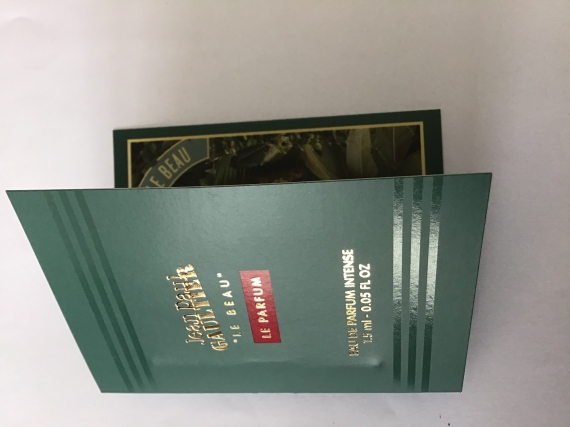 Jean Paul
GAULTIER
"LE BEAU"
LE PARFUM
EAU DE PARFUM INTENSE
1.5 ml - 0.05 FL OZ
LE BEAU